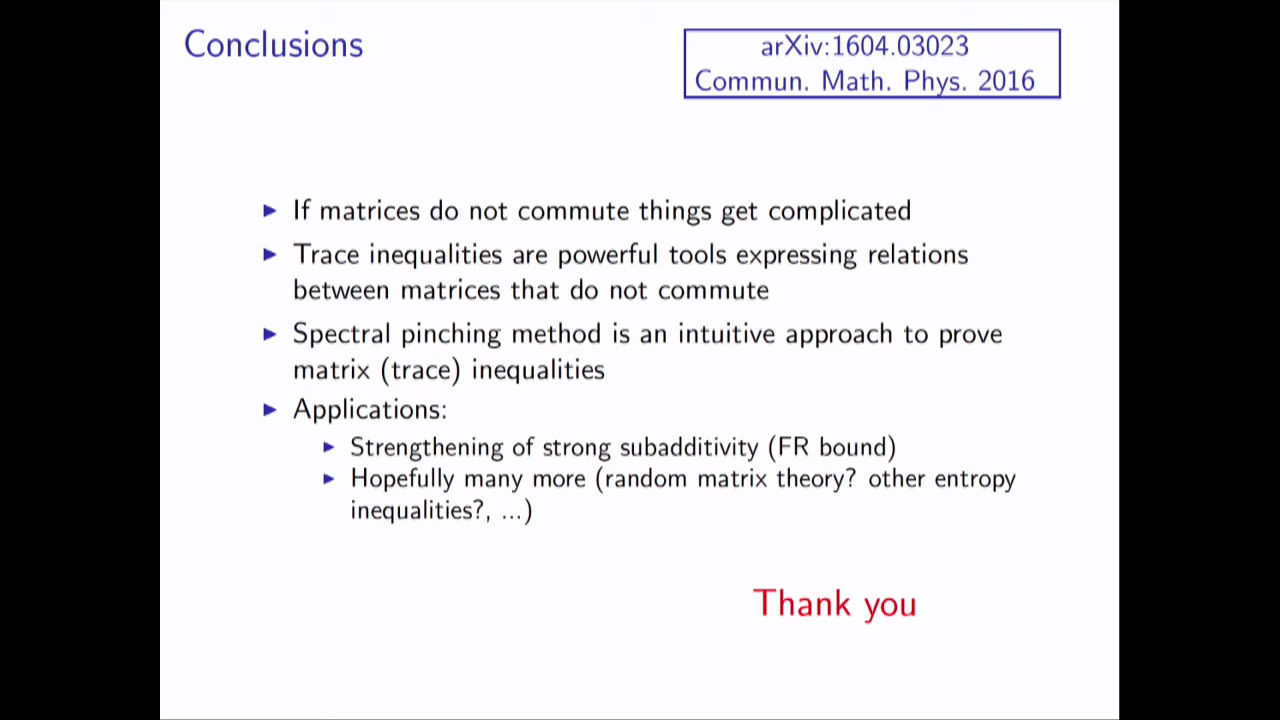 Conclusions
arXiv:1604.03023
Commun. Math. Phys. 2016
If matrices do not commute things get complicated
Trace inequalities are powerful tools expressing relations
between matrices that do not commute
Spectral pinching method is an intuitive approach to prove
matrix (trace) inequalities
Applications:
Strengthening of strong subadditivity (FR bound)
Hopefully many more (random matrix theory? other entropy
inequalities?, ...)
Thank you